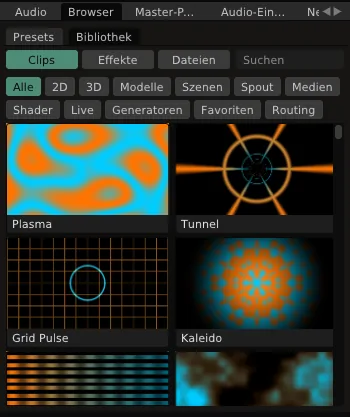 Audio Browser Master-P... Audio-Ein... Ne
Presets Bibliothek
Clips Effekte Dateien Suchen
Alle 2D 3D Modelle Szenen Spout Medien
Shader Live Generatoren Favoriten Routing
Plasma Tunnel
Grid Pulse Kaleido